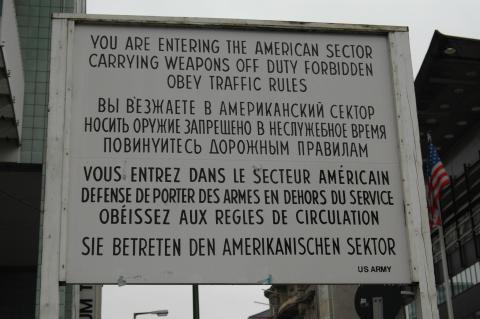 YOU ARE ENTERING THE AMERICAN SECTOR
CARRYING WEAPONS OFF DUTY FORBIDDEN
OBEY TRAFFIC RULES
ВЫ ВЪЕЗЖАЕТЕ В АМЕРИКАНСКИЙ СЕКТОР
НОСИТЬ ОРУЖИЕ ЗАПРЕЩЕНО В НЕСЛУЖЕБНОЕ ВРЕМЯ
ПОВИНУИТЕСЬ ДОРОЖНЫМ ПРАВИЛАМ
VOUS ENTREZ DANS LE SECTEUR AMÉRICAIN
DEFENSE DE PORTER DES ARMES EN DEHORS DU SERVICE
OBÉISSEZ AUX REGLES DE CIRCULATION
SIE BETRETEN DEN AMERIKANISCHEN SEKTOR
US ARMY